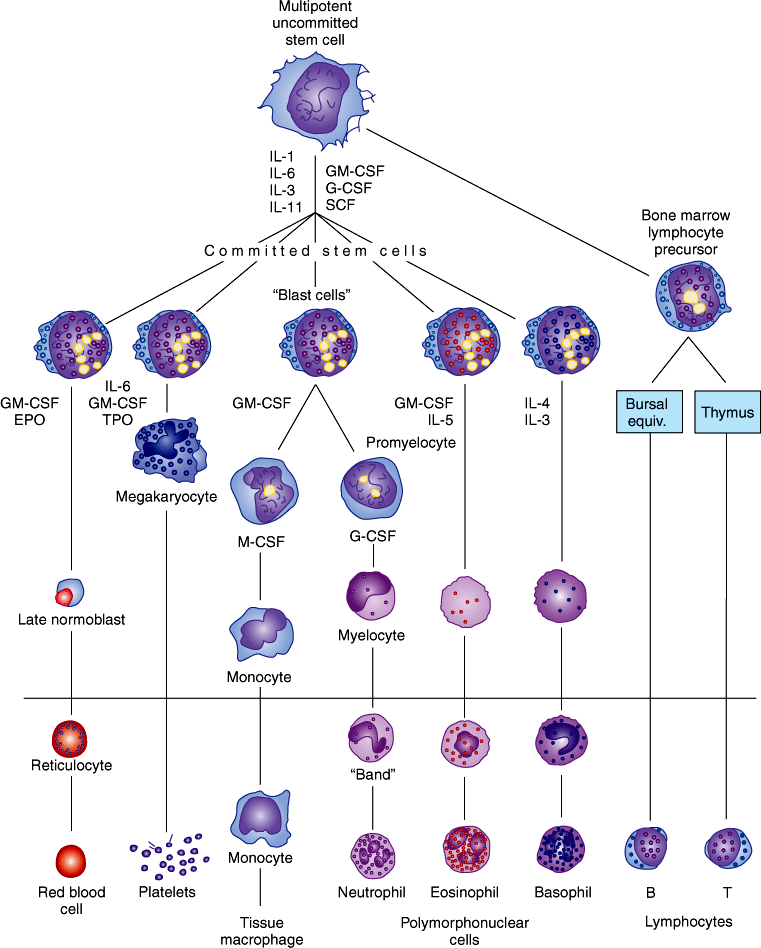 Multipotent
uncommitted
stem cell
IL-1
IL-6
IL-3
IL-11
GM-CSF
G-CSF
SCF
Committed stem cells
Bone marrow
lymphocyte
precursor
“Blast cells”
GM-CSF
EPO
IL-6
GM-CSF
TPO
GM-CSF
GM-CSF
IL-5
IL-4
IL-3
Bursal
equiv.
Thymus
Promyelocyte
Megakaryocyte
M-CSF
G-CSF
Late normoblast
Myelocyte
Monocyte
Reticulocyte
“Band”
Monocyte
Red blood
cell
Platelets
Neutrophil
Eosinophil
Basophil
B
T
Tissue
macrophage
Polymorphonuclear
cells
Lymphocytes